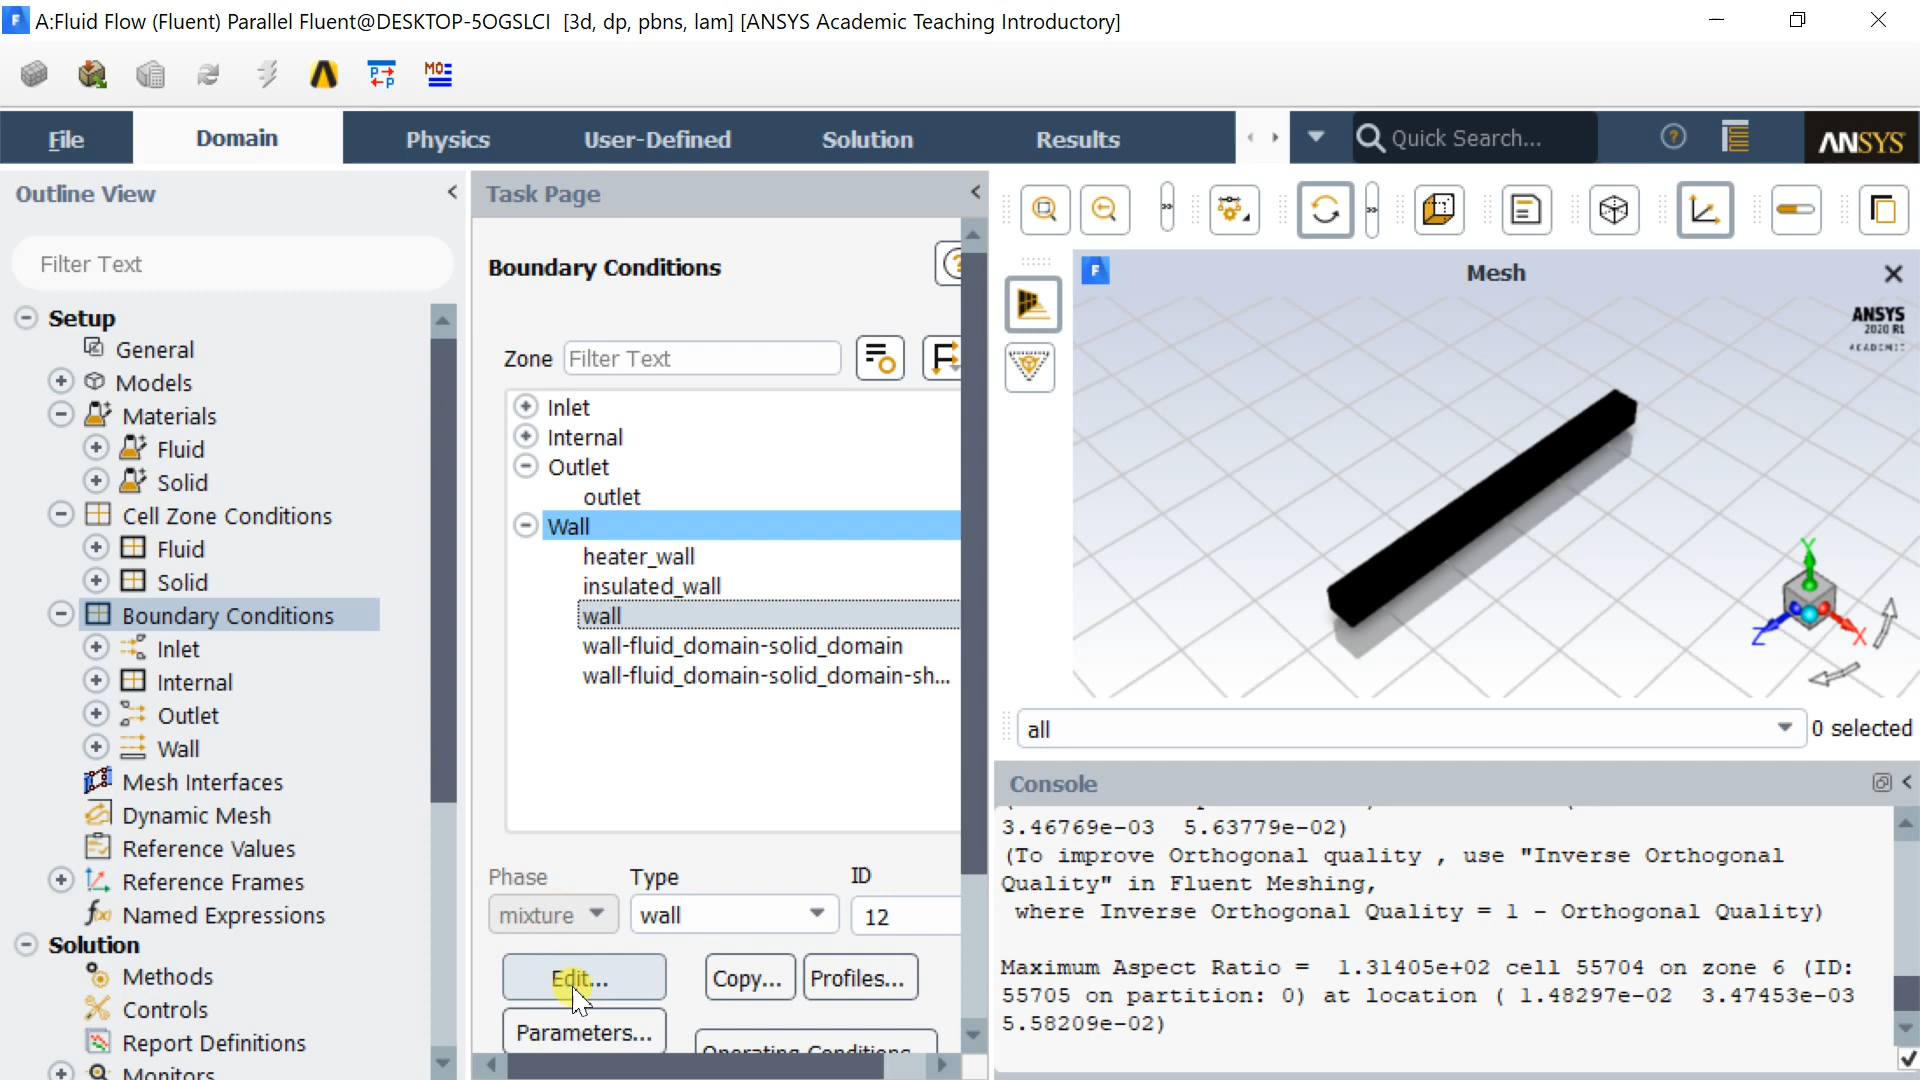 A:Fluid Flow (Fluent) Parallel Fluent@DESKTOP-5OGSLCI [3d, dp, pbns, lam] [ANSYS Academic Teaching Introductory]
File Domain Physics User-Defined Solution Results Quick Search... ANSYS
Outline View
Filter Text
Setup
General
Models
Materials
Fluid
Solid
Cell Zone Conditions
Fluid
Solid
Boundary Conditions
Inlet
Internal
Outlet
Wall
Mesh Interfaces
Dynamic Mesh
Reference Values
Reference Frames
Named Expressions
Solution
Methods
Controls
Report Definitions
Monitors
Task Page
Boundary Conditions
Zone Filter Text
Inlet
Internal
Outlet
outlet
Wall
heater_wall
insulated_wall
wall
wall-fluid_domain-solid_domain
wall-fluid_domain-solid_domain-sh...
Phase Type ID
mixture wall 12
Edit... Copy... Profiles...
Parameters... Operating Conditions
Mesh
ANSYS
2020 R1
ACADEMIC
Y
Z X
all 0 selected
Console
3.46769e-03 5.63779e-02)
(To improve Orthogonal quality , use "Inverse Orthogonal
Quality" in Fluent Meshing,
where Inverse Orthogonal Quality = 1 - Orthogonal Quality)
Maximum Aspect Ratio = 1.31405e+02 cell 55704 on zone 6 (ID:
55705 on partition: 0) at location ( 1.48297e-02 3.47453e-03
5.58209e-02)